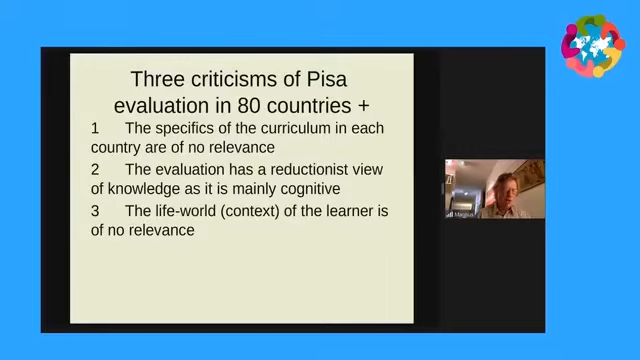 Three criticisms of Pisa
evaluation in 80 countries +
1 The specifics of the curriculum in each
country are of no relevance
2 The evaluation has a reductionist view
of knowledge as it is mainly cognitive
3 The life-world (context) of the learner is
of no relevance
Magnus